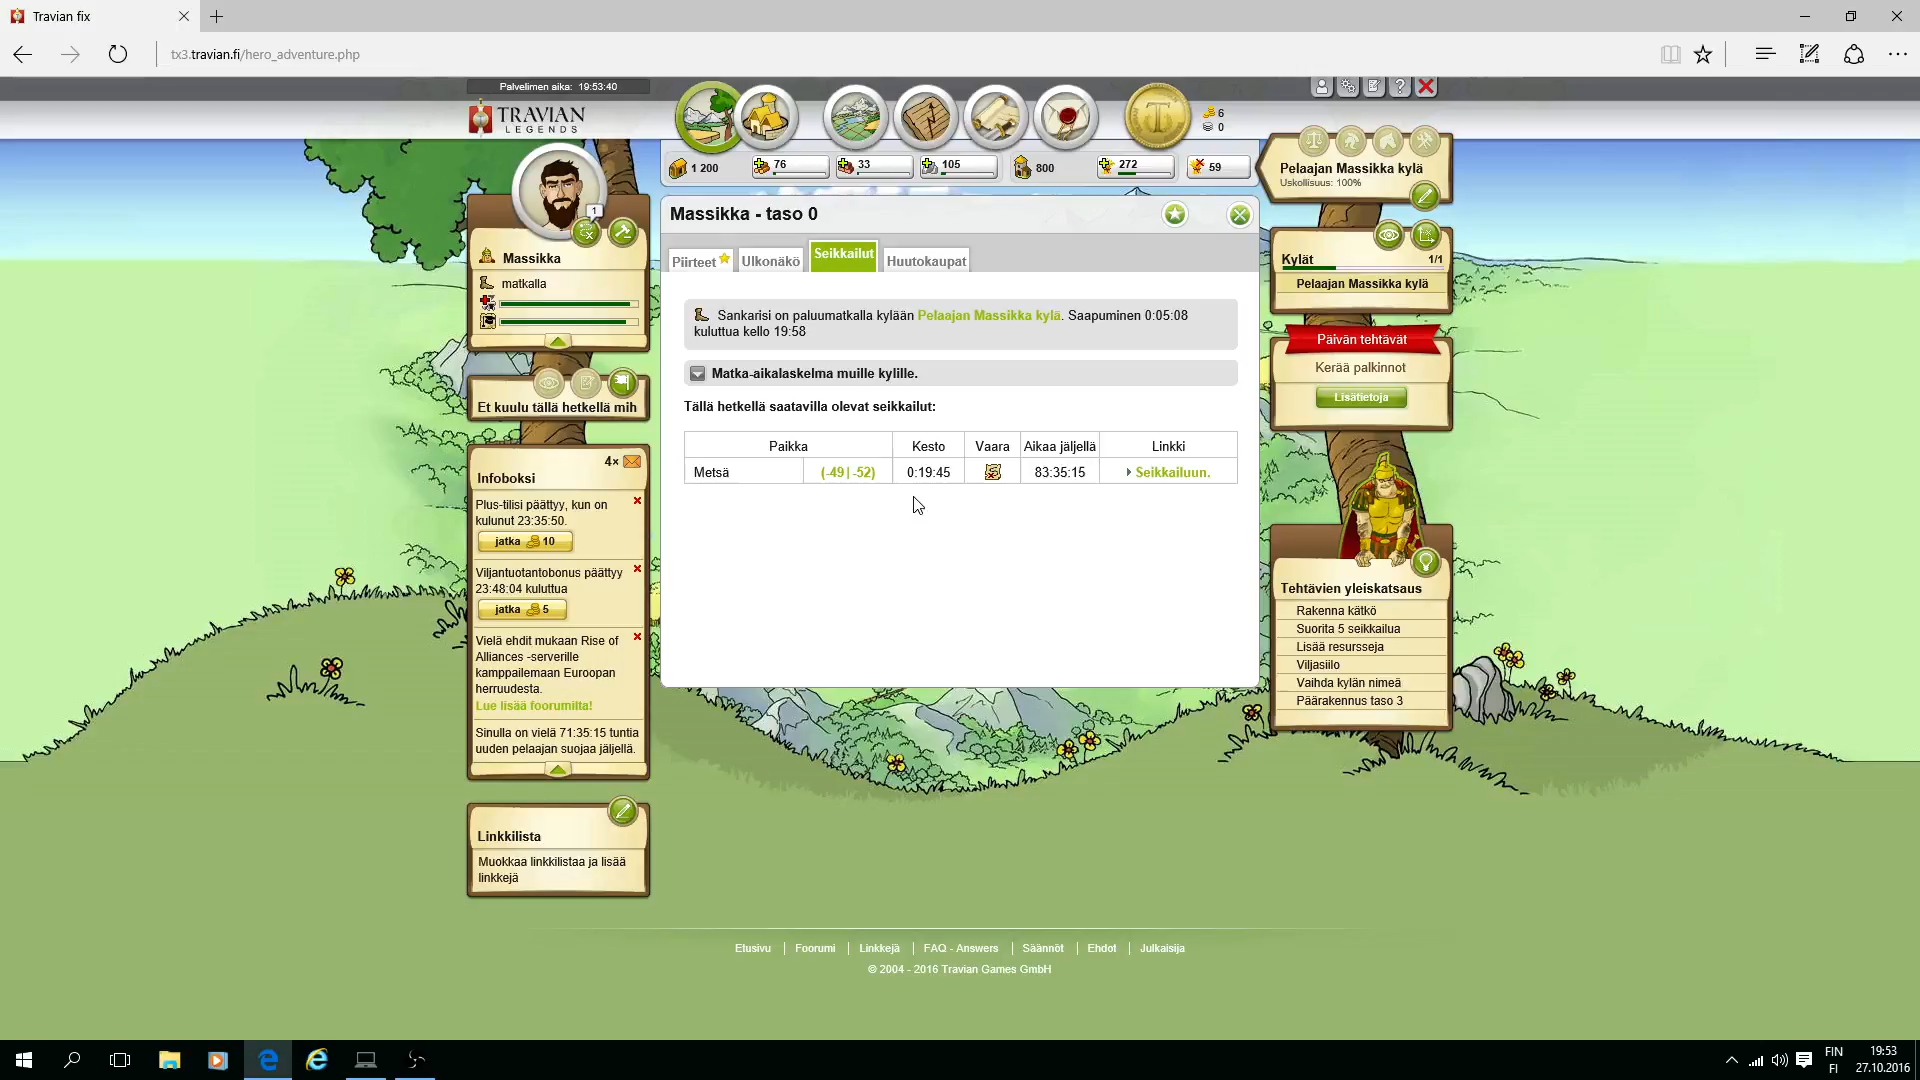 Travian fix
tx3.travian.fi/hero_adventure.php
Palvelimen aika: 19:53:40
TRAVIAN
LEGENDS
6
0
1 200
76
33
105
800
272
59
Pelaajan Massikka kylä
Uskollisuus: 100%
1
Massikka
matkalla
Massikka - taso 0
Piirteet
Ulkonäkö
Seikkailut
Huutokaupat
Sankarisi on paluumatkalla kylään Pelaajan Massikka kylä. Saapuminen 0:05:08
kuluttua kello 19:58
Matka-aikalaskelma muille kylille.
Tällä hetkellä saatavilla olevat seikkailut:
Paikka Kesto Vaara Aikaa jäljellä Linkki
Metsä (-49|-52) 0:19:45 83:35:15 Seikkailuun.
Kylät 1/1
Pelaajan Massikka kylä
Päivän tehtävät
Kerää palkinnot
Lisätietoja
Et kuulu tällä hetkellä mih
4×
Infoboksi
Plus-tilisi päättyy, kun on
kulunut 23:35:50.
jatka 10
Viljantuotantobonus päättyy
23:48:04 kuluttua
jatka 5
Vielä ehdit mukaan Rise of
Alliances -serverille
kamppailemaan Euroopan
herruudesta.
Lue lisää foorumilta!
Sinulla on vielä 71:35:15 tuntia
uuden pelaajan suojaa jäljellä.
Tehtävien yleiskatsaus
Rakenna kätkö
Suorita 5 seikkailua
Lisää resursseja
Viljasiilo
Vaihda kylän nimeä
Päärakennus taso 3
Linkkilista
Muokkaa linkkilistaa ja lisää
linkkejä
Etusivu | Foorumi | Linkkejä | FAQ - Answers | Säännöt | Ehdot | Julkaisija
© 2004 - 2016 Travian Games GmbH
FIN
FI
19:53
27.10.2016